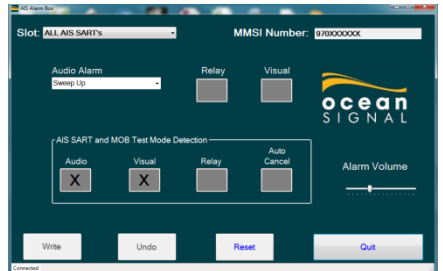 AIS Alarm Box
Slot: ALL AIS SART's MMSI Number: 970XXXXXX
Audio Alarm Relay Visual
Sweep Up
ocean
SIGNAL
AIS SART and MOB Test Mode Detection
Audio Visual Relay Auto Cancel
X X
Alarm Volume
Write Undo Reset Quit
Connected